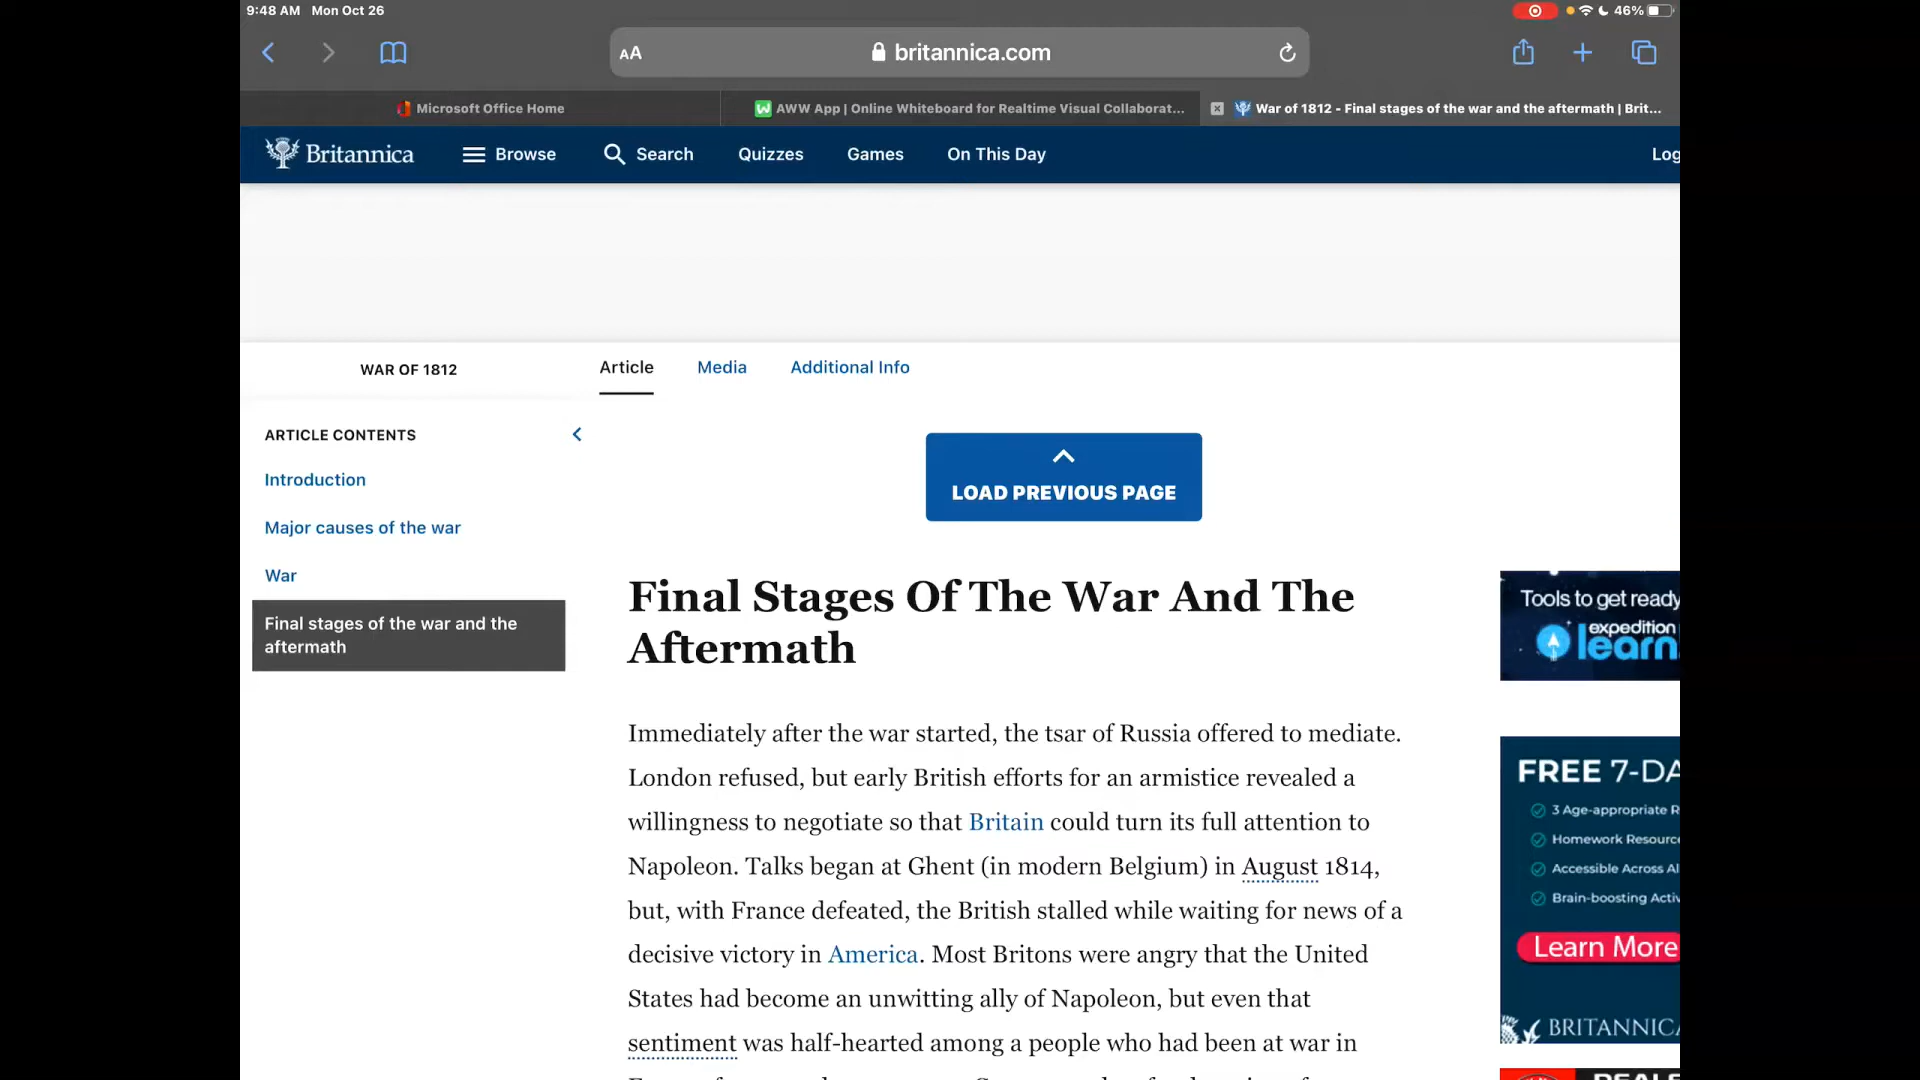 9:48 AM Mon Oct 26
46%
AA
britannica.com
Microsoft Office Home
AWW App | Online Whiteboard for Realtime Visual Collaborat...
War of 1812 - Final stages of the war and the aftermath | Brit...
Britannica
Browse
Search
Quizzes
Games
On This Day
Log
WAR OF 1812
Article
Media
Additional Info
ARTICLE CONTENTS
Introduction
Major causes of the war
War
Final stages of the war and the
aftermath
LOAD PREVIOUS PAGE
Final Stages Of The War And The
Aftermath
Immediately after the war started, the tsar of Russia offered to mediate.
London refused, but early British efforts for an armistice revealed a
willingness to negotiate so that Britain could turn its full attention to
Napoleon. Talks began at Ghent (in modern Belgium) in August 1814,
but, with France defeated, the British stalled while waiting for news of a
decisive victory in America. Most Britons were angry that the United
States had become an unwitting ally of Napoleon, but even that
sentiment was half-hearted among a people who had been at war in
Tools to get ready
expedition
learn
FREE 7-DA
3 Age-appropriate R
Homework Resource
Accessible Across Al
Brain-boosting Activ
Learn More
BRITANNICA